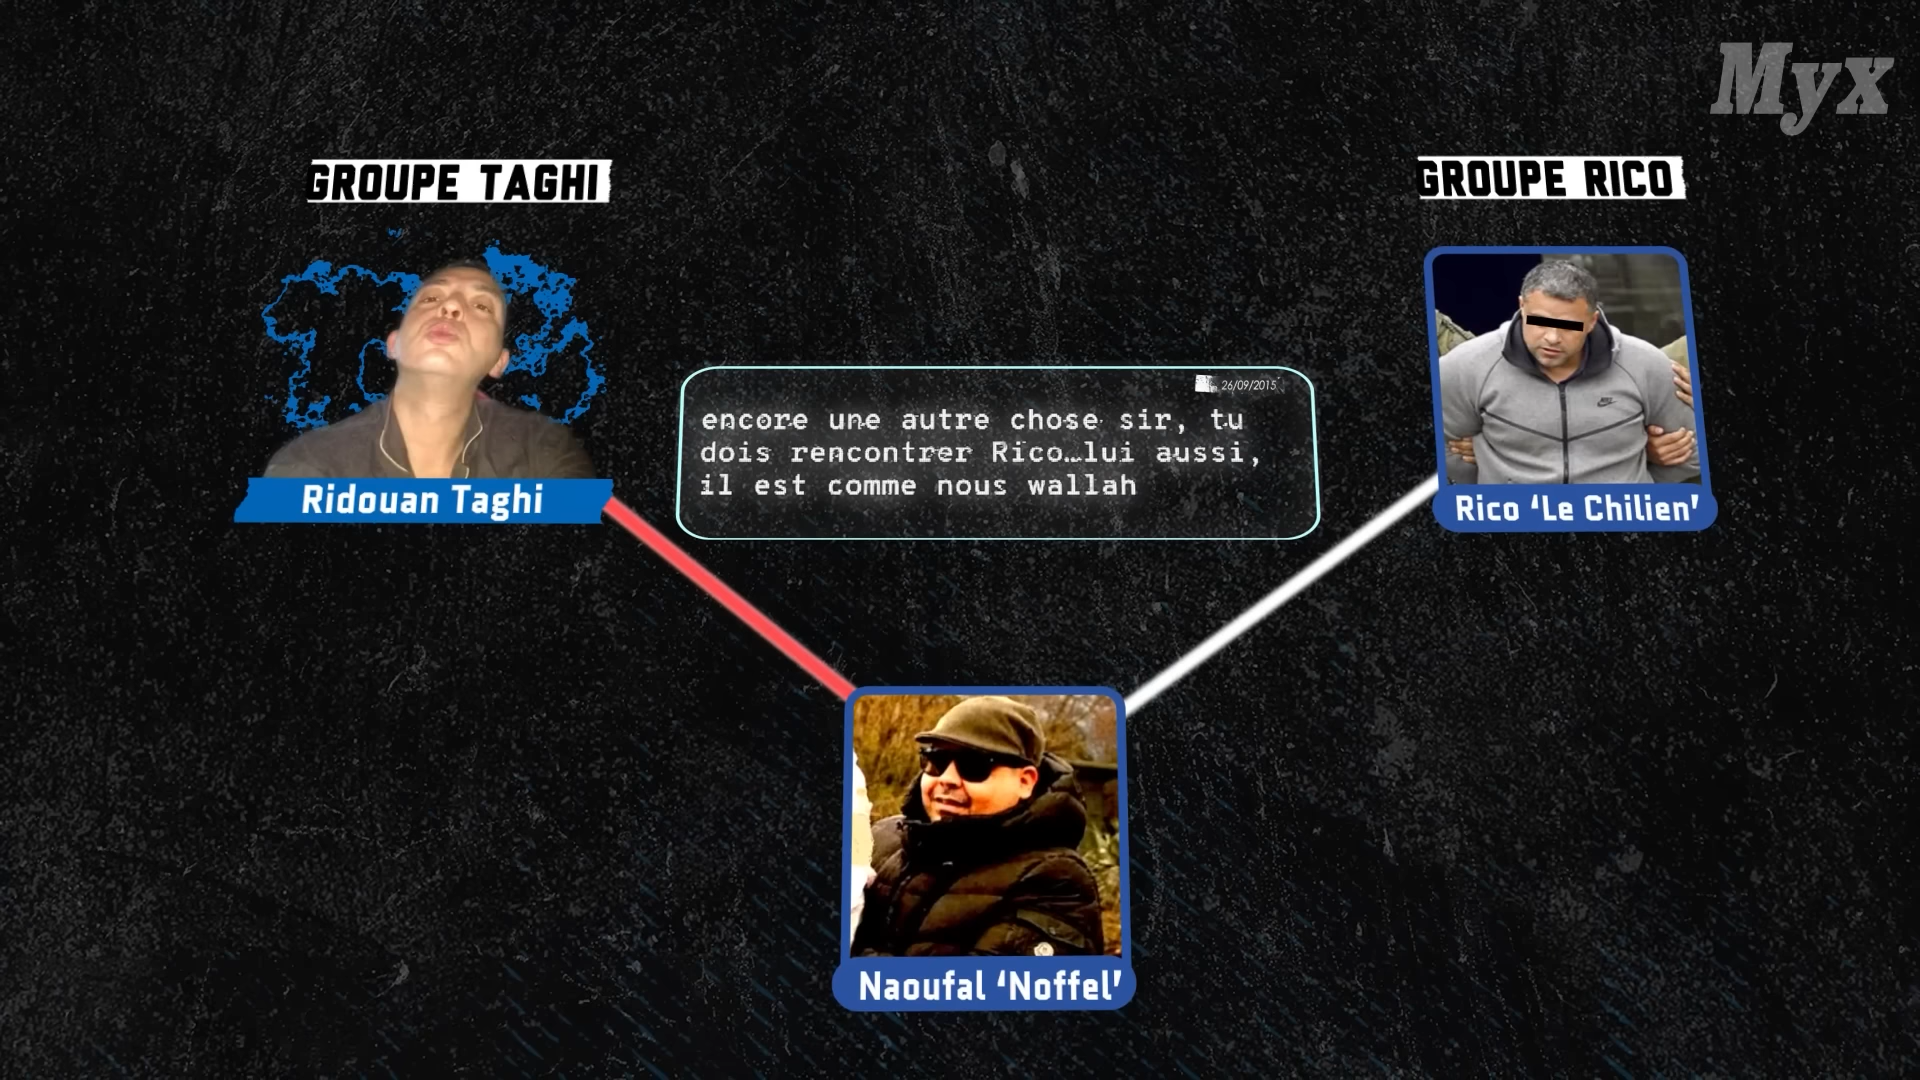 Myx
GROUPE TAGHI
GROUPE RICO
26/09/2015
encore une autre chose sir, tu
dois rencontrer Rico…lui aussi,
il est comme nous wallah
Ridouan Taghi
Rico ‘Le Chilien’
Naoufal ‘Noffel’